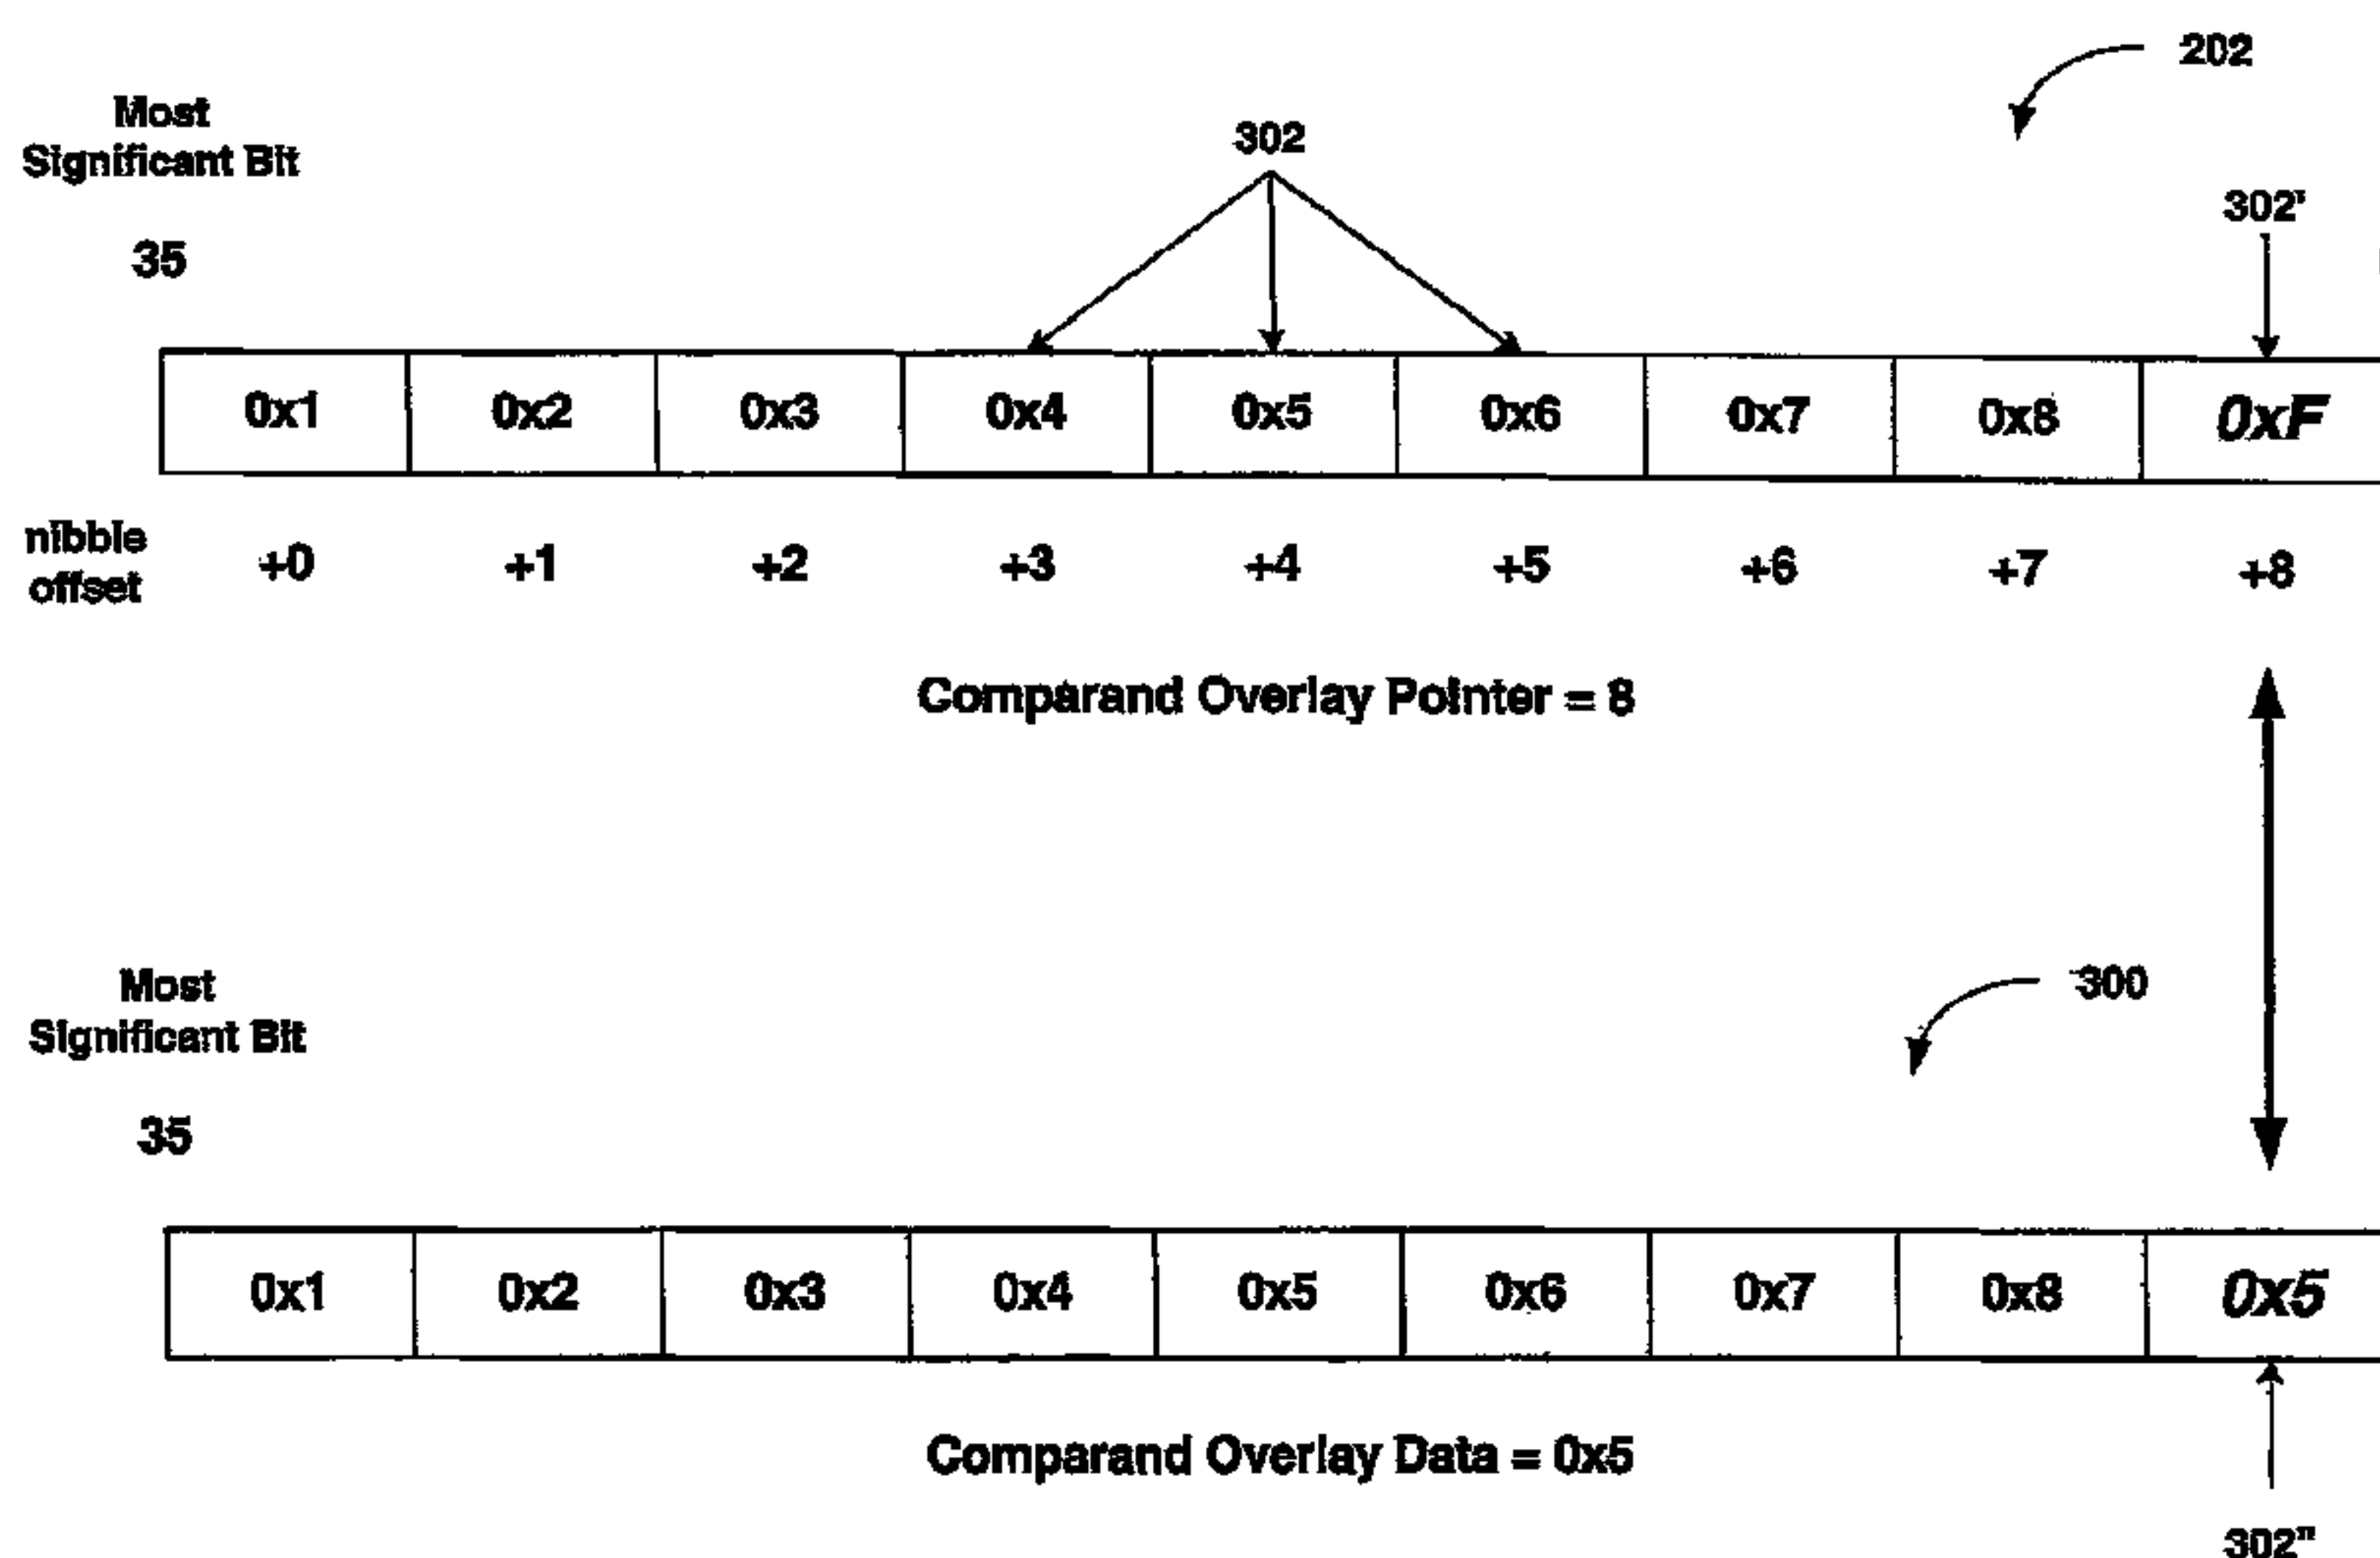 202
Most
Significant Bit
302
302'
35
0x1 0x2 0x3 0x4 0x5 0x6 0x7 0x8 0xF
nibble
offset
+0 +1 +2 +3 +4 +5 +6 +7 +8
Comparand Overlay Pointer = 8
Most
Significant Bit
300
35
0x1 0x2 0x3 0x4 0x5 0x6 0x7 0x8 0x5
Comparand Overlay Data = 0x5
302"